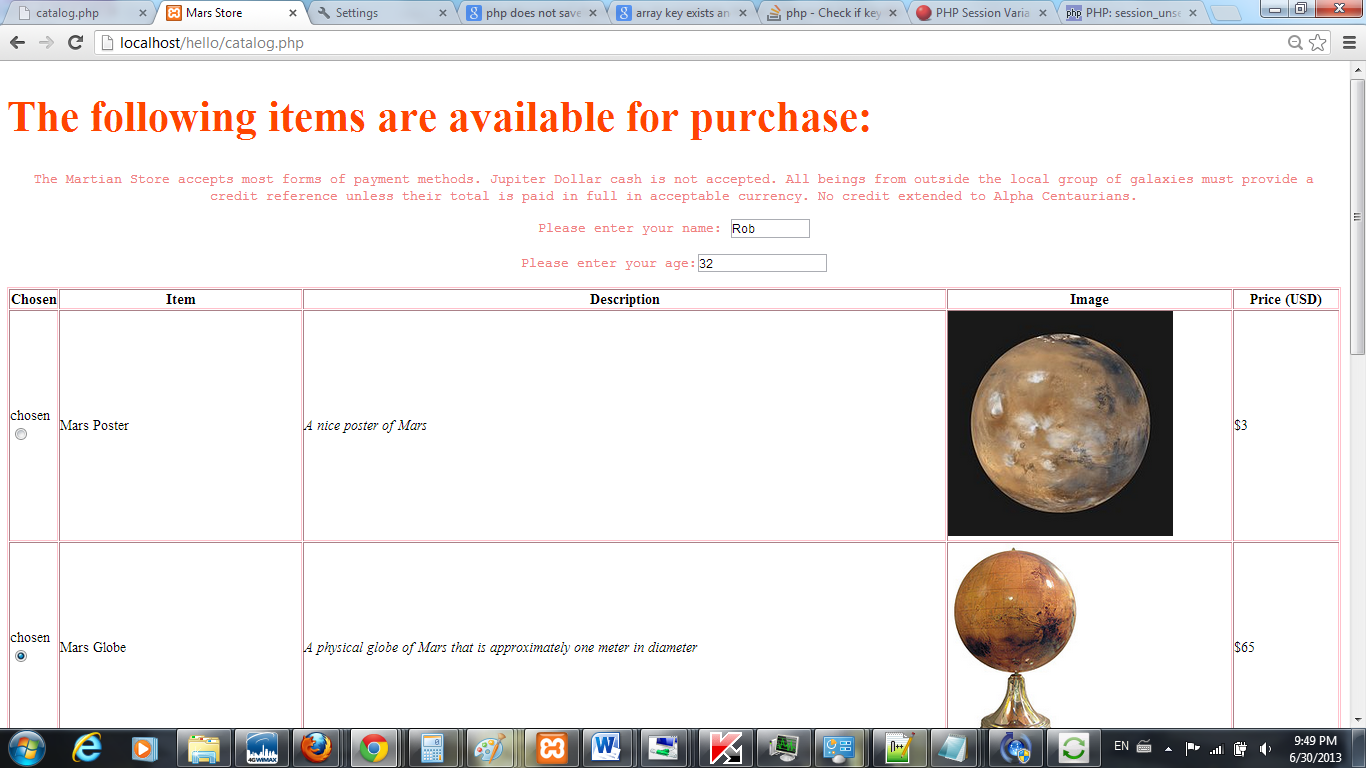 catalog.php
Mars Store
Settings
php does not save
array key exists an
php - Check if key
PHP Session Varia
php
PHP: session_uns
localhost/hello/catalog.php
The following items are available for purchase:
The Martian Store accepts most forms of payment methods. Jupiter Dollar cash is not accepted. All beings from outside the local group of galaxies must provide a
credit reference unless their total is paid in full in acceptable currency. No credit extended to Alpha Centaurians.
Please enter your name: Rob
Please enter your age: 32
Chosen Item Description Image Price (USD)
chosen
Mars Poster A nice poster of Mars $3
chosen
Mars Globe A physical globe of Mars that is approximately one meter in diameter $65
4GWIMAX
EN
9:49 PM
6/30/2013